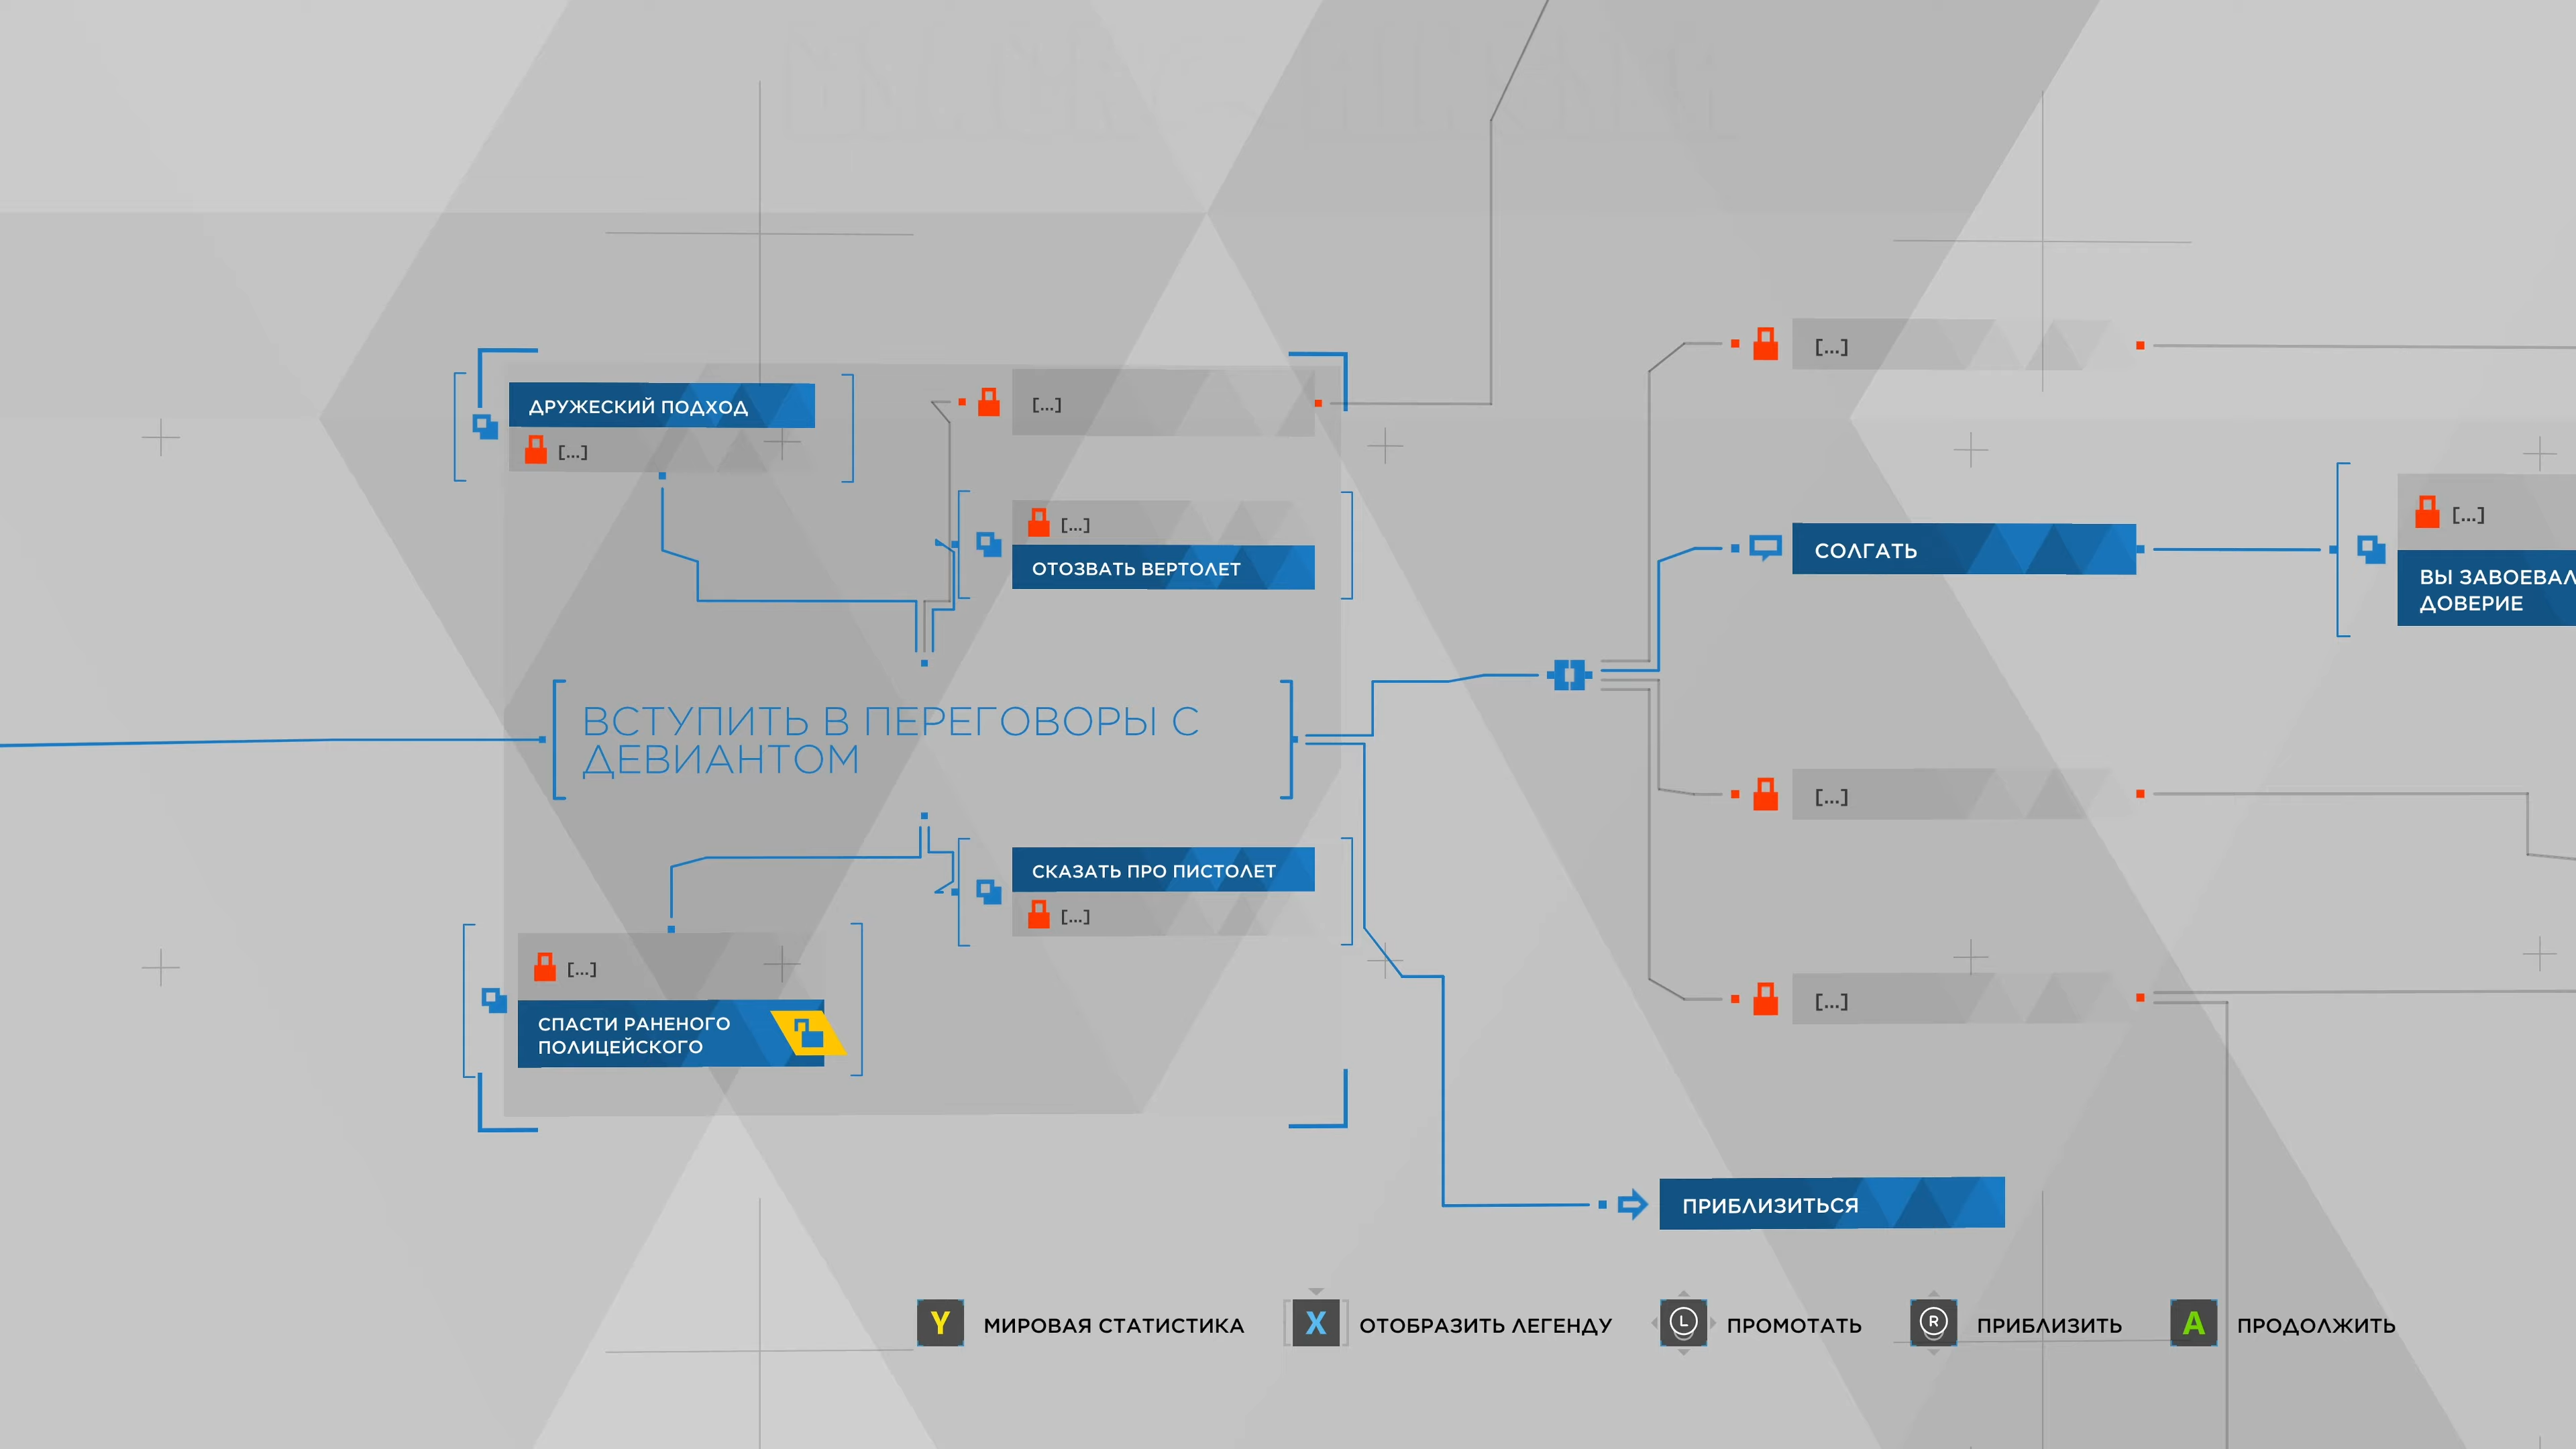 ДРУЖЕСКИЙ ПОДХОД
[...]
[...]
[...]
ОТОЗВАТЬ ВЕРТОЛЕТ
ВСТУПИТЬ В ПЕРЕГОВОРЫ С
ДЕВИАНТОМ
СКАЗАТЬ ПРО ПИСТОЛЕТ
[...]
[...]
СПАСТИ РАНЕНОГО
ПОЛИЦЕЙСКОГО
[...]
СОЛГАТЬ
[...]
ВЫ ЗАВОЕВАЛ
ДОВЕРИЕ
[...]
[...]
ПРИБЛИЗИТЬСЯ
Y МИРОВАЯ СТАТИСТИКА X ОТОБРАЗИТЬ ЛЕГЕНДУ L ПРОМОТАТЬ R ПРИБЛИЗИТЬ A ПРОДОЛЖИТЬ